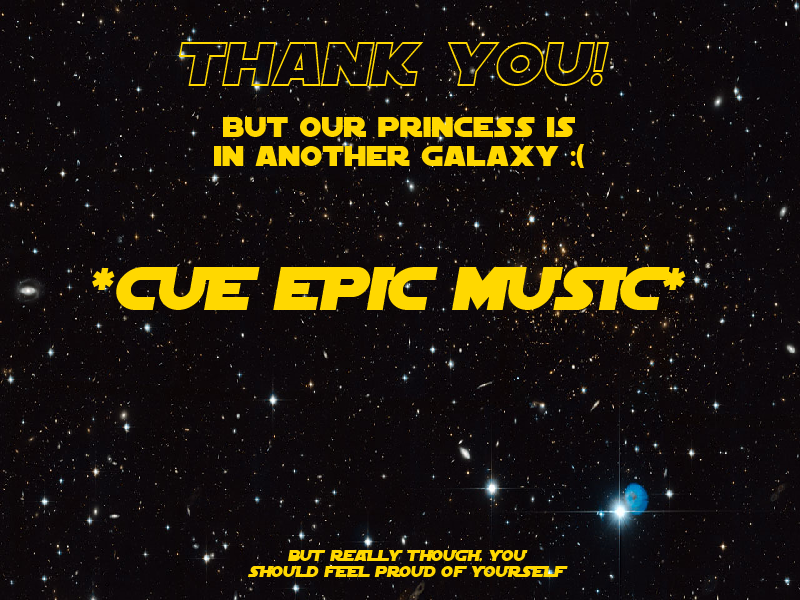 THANK YOU!
BUT OUR PRINCESS IS
IN ANOTHER GALAXY :(
*CUE EPIC MUSIC*
BUT REALLY THOUGH, YOU
SHOULD FEEL PROUD OF YOURSELF